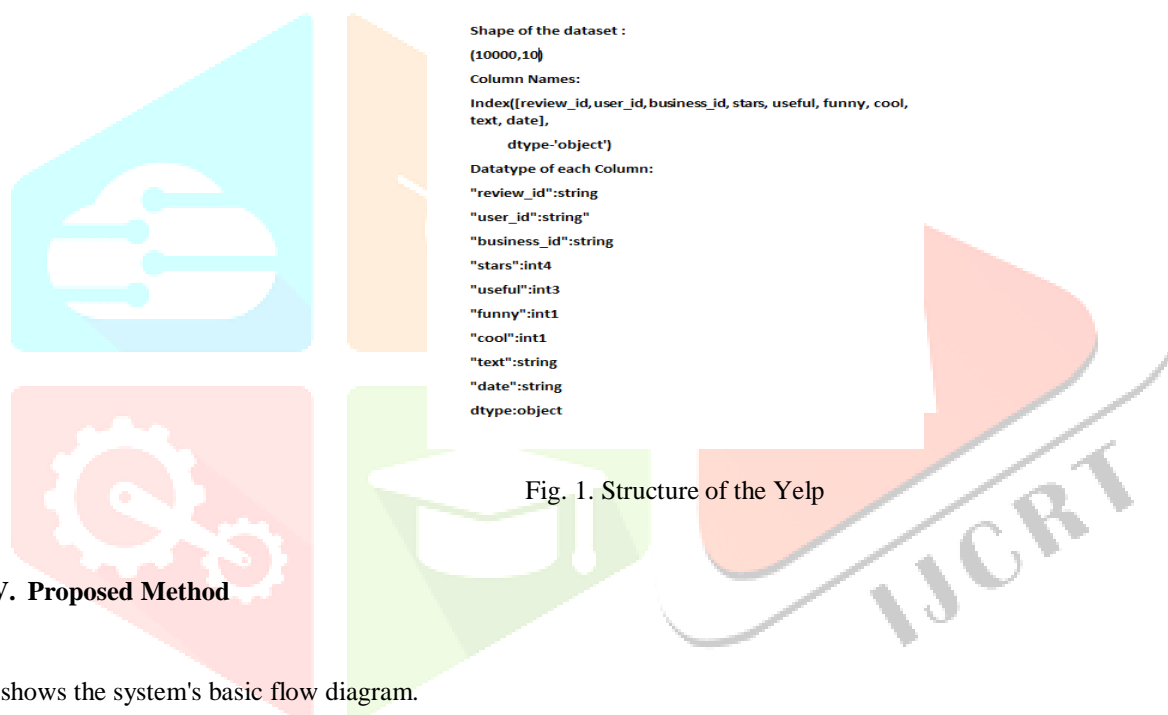 Shape of the dataset :
(10000,10)
Column Names:
Index([review_id,user_id,business_id, stars, useful, funny, cool,
text, date],
dtype-'object')
Datatype of each Column:
"review_id":string
"user_id":string"
"business_id":string
"stars":int4
"useful":int3
"funny":int1
"cool":int1
"text":string
"date":string
dtype:object
Fig. 1. Structure of the Yelp
IJCRT
V. Proposed Method
shows the system's basic flow diagram.